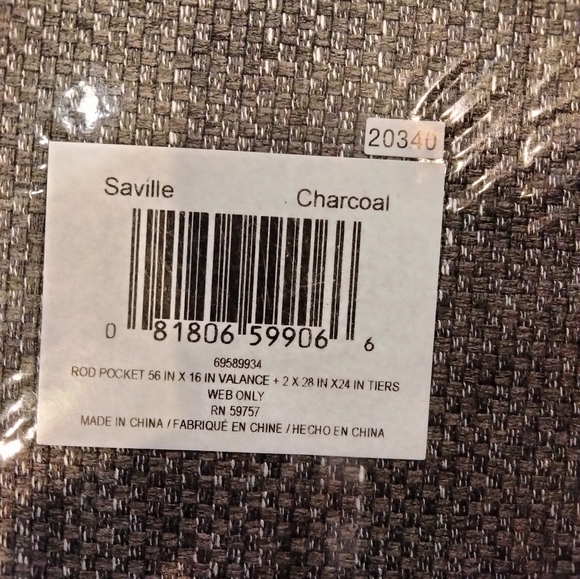 20340
Saville Charcoal
0 81806 59906 6
69589934
ROD POCKET 56 IN X 16 IN VALANCE + 2 X 28 IN X24 IN TIERS
WEB ONLY
RN 59757
MADE IN CHINA / FABRIQUÉ EN CHINE / HECHO EN CHINA